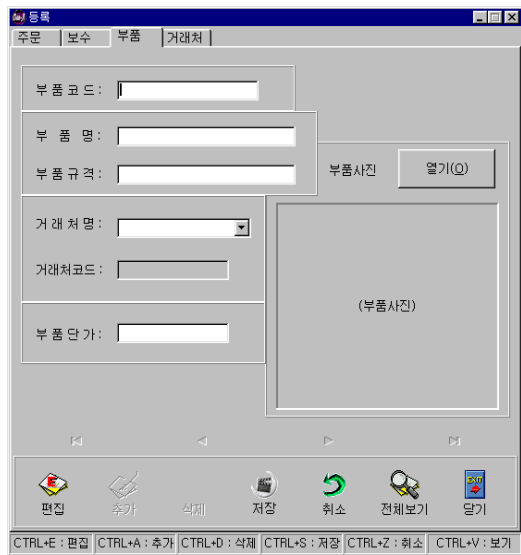 등록
주문 보수 부품 거래처
부품코드:
부 품 명:
부품규격:
부품사진 열기(O)
거래처명:
거래처코드:
(부품사진)
부품단가:
편집 추가 삭제 저장 취소 전체보기 닫기
CTRL+E : 편집 CTRL+A : 추가 CTRL+D : 삭제 CTRL+S : 저장 CTRL+Z : 취소 CTRL+V : 보기